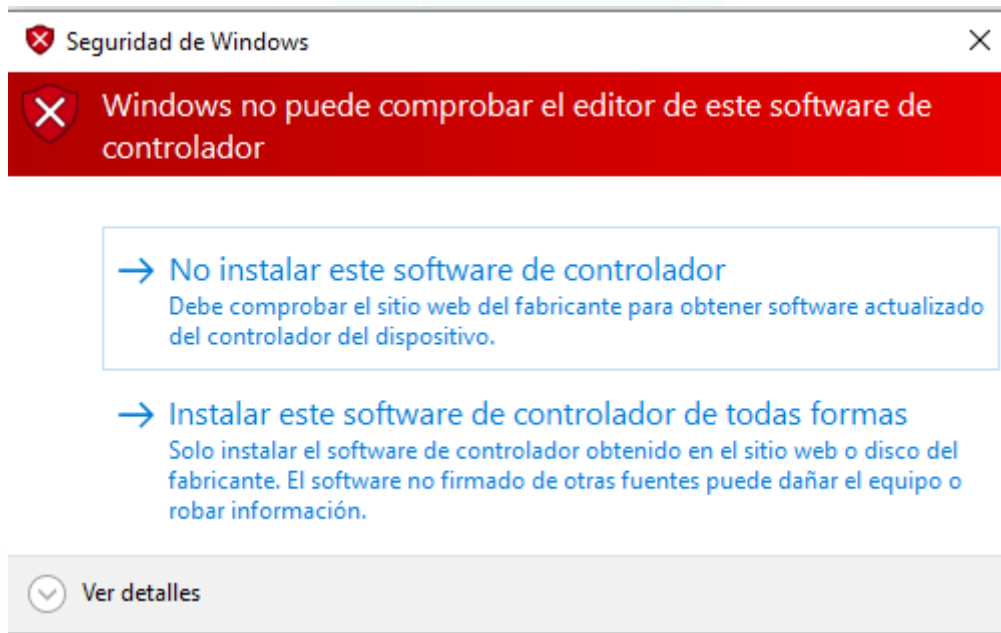 Seguridad de Windows
Windows no puede comprobar el editor de este software de
controlador
No instalar este software de controlador
Debe comprobar el sitio web del fabricante para obtener software actualizado
del controlador del dispositivo.
Instalar este software de controlador de todas formas
Solo instalar el software de controlador obtenido en el sitio web o disco del
fabricante. El software no firmado de otras fuentes puede dañar el equipo o
robar información.
Ver detalles